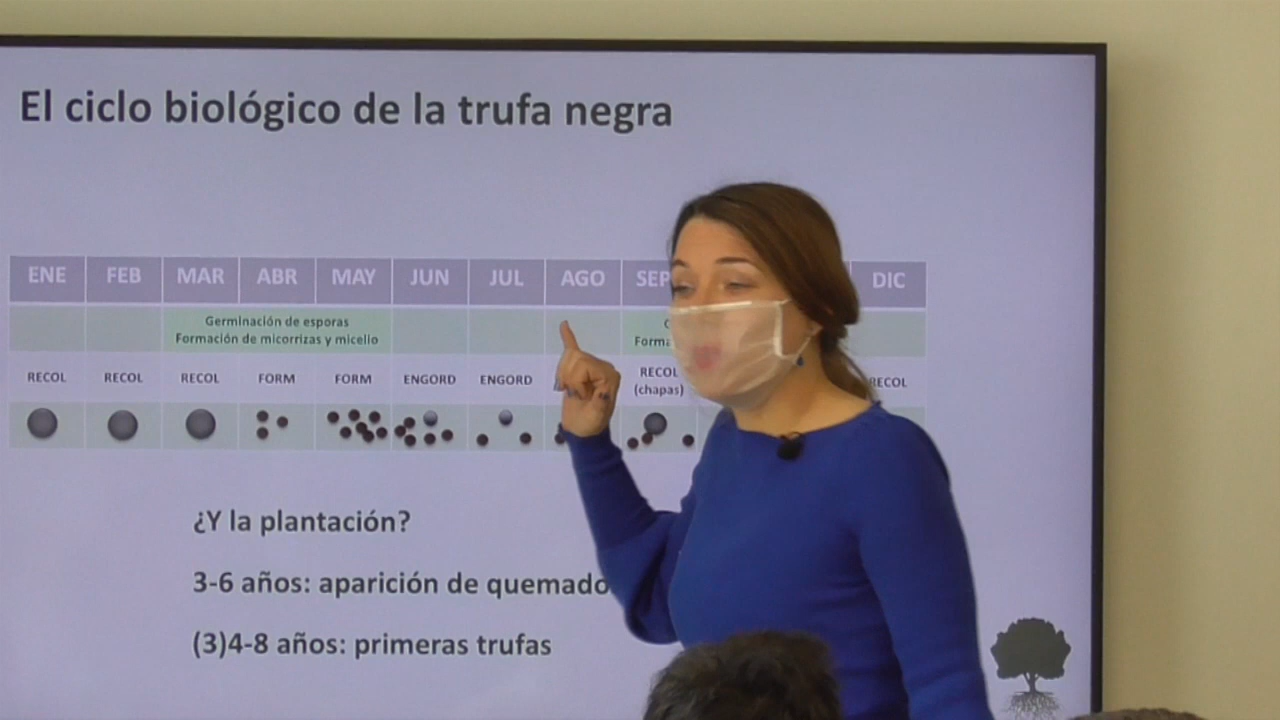 El ciclo biológico de la trufa negra
ENE FEB MAR ABR MAY JUN JUL AGO SEP DIC
Germinación de esporas
Formación de micorrizas y micelio Forma
RECOL RECOL RECOL FORM FORM ENGORD ENGORD RECOL RECOL
(chapas)
¿Y la plantación?
3-6 años: aparición de quemado
(3)4-8 años: primeras trufas